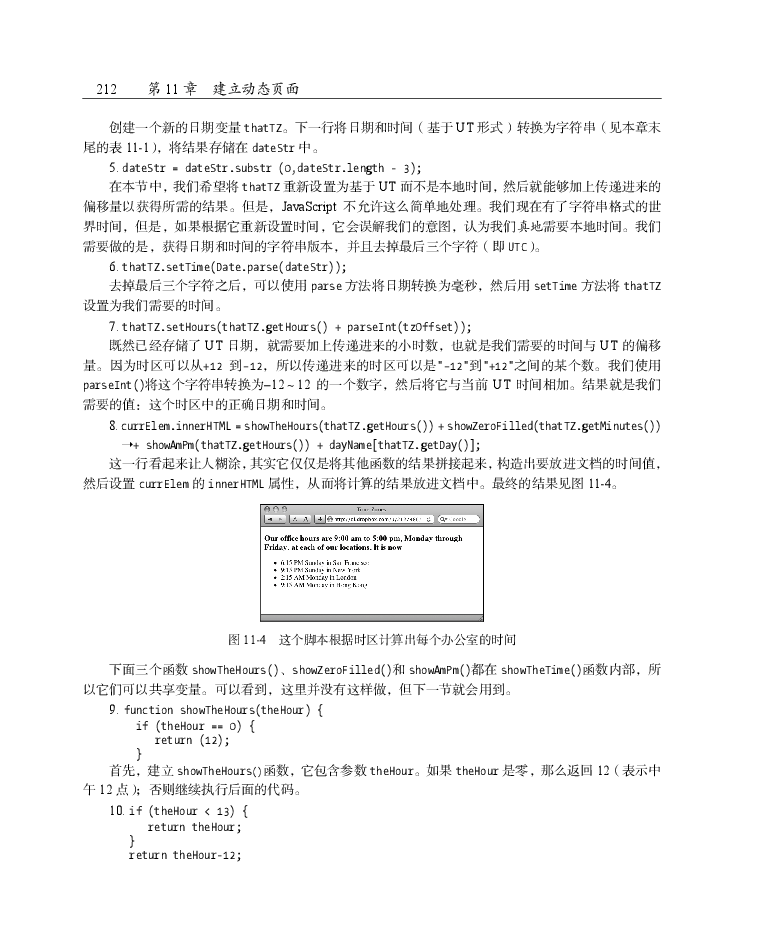 212 第 11 章 建立动态页面
创建一个新的日期变量 thatTZ。下一行将日期和时间（基于 UT 形式）转换为字符串（见本章末
尾的表 11-1），将结果存储在 dateStr 中。
5. dateStr = dateStr.substr (0,dateStr.length - 3);
在本节中，我们希望将 thatTZ 重新设置为基于 UT 而不是本地时间，然后就能够加上传递进来的
偏移量以获得所需的结果。但是，JavaScript 不允许这么简单地处理。我们现在有了字符串格式的世
界时间，但是，如果根据它重新设置时间，它会误解我们的意图，认为我们真地需要本地时间。我们
需要做的是，获得日期和时间的字符串版本，并且去掉最后三个字符（即 UTC）。
6. thatTZ.setTime(Date.parse(dateStr));
去掉最后三个字符之后，可以使用 parse 方法将日期转换为毫秒，然后用 setTime 方法将 thatTZ
设置为我们需要的时间。
7. thatTZ.setHours(thatTZ.getHours() + parseInt(tzOffset));
既然已经存储了 UT 日期，就需要加上传递进来的小时数，也就是我们需要的时间与 UT 的偏移
量。因为时区可以从+12 到-12，所以传递进来的时区可以是"-12"到"+12"之间的某个数。我们使用
parseInt()将这个字符串转换为–12 ~ 12 的一个数字，然后将它与当前 UT 时间相加。结果就是我们
需要的值：这个时区中的正确日期和时间。
8. currElem.innerHTML = showTheHours(thatTZ.getHours()) + showZeroFilled(thatTZ.getMinutes())
➝+ showAmPm(thatTZ.getHours()) + dayName[thatTZ.getDay()];
这一行看起来让人糊涂，其实它仅仅是将其他函数的结果拼接起来，构造出要放进文档的时间值，
然后设置 currElem 的 innerHTML 属性，从而将计算的结果放进文档中。最终的结果见图 11-4。
Time Zones
Google
Our office hours are 9:00 am to 5:00 pm, Monday through
Friday, at each of our locations. It is now
• 6:15 PM Sunday in San Francisco
• 9:15 PM Sunday in New York
• 2:15 AM Monday in London
• 9:15 AM Monday in Hong Kong
图 11-4 这个脚本根据时区计算出每个办公室的时间
下面三个函数 showTheHours()、showZeroFilled()和 showAmPm()都在 showTheTime()函数内部，所
以它们可以共享变量。可以看到，这里并没有这样做，但下一节就会用到。
9. function showTheHours(theHour) {
if (theHour == 0) {
return (12);
}
首先，建立 showTheHours()函数，它包含参数 theHour。如果 theHour 是零，那么返回 12（表示中
午 12 点）；否则继续执行后面的代码。
10. if (theHour < 13) {
return theHour;
}
return theHour-12;